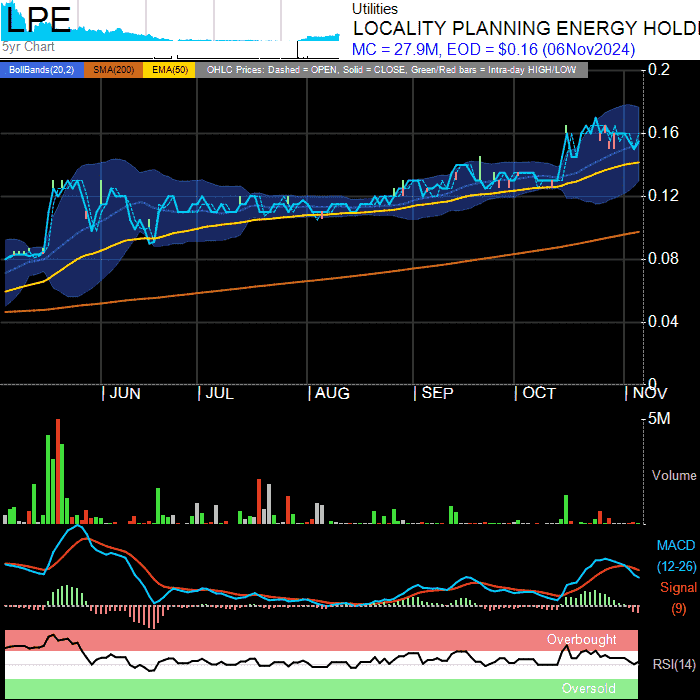 LPE
5yr Chart
Utilities
LOCALITY PLANNING ENERGY HOLDI
MC = 27.9M, EOD = $0.16 (06Nov2024)
BollBands(20,2) SMA(200) EMA(50) OHLC Prices: Dashed = OPEN, Solid = CLOSE, Green/Red bars = Intra-day HIGH/LOW
0.2
0.16
0.12
0.08
0.04
0
JUN JUL AUG SEP OCT NOV
5M
Volume
MACD
(12-26)
Signal
(9)
Overbought
RSI(14)
Oversold